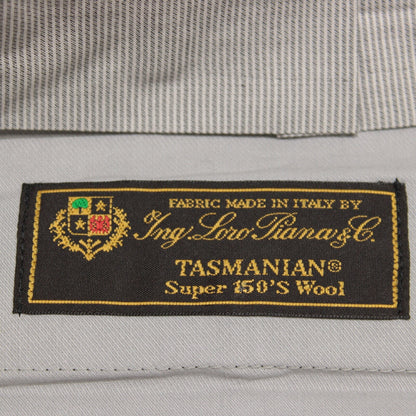 FABRIC MADE IN ITALY BY
Ing. Loro Piana & C.
TASMANIAN®
Super 150'S Wool